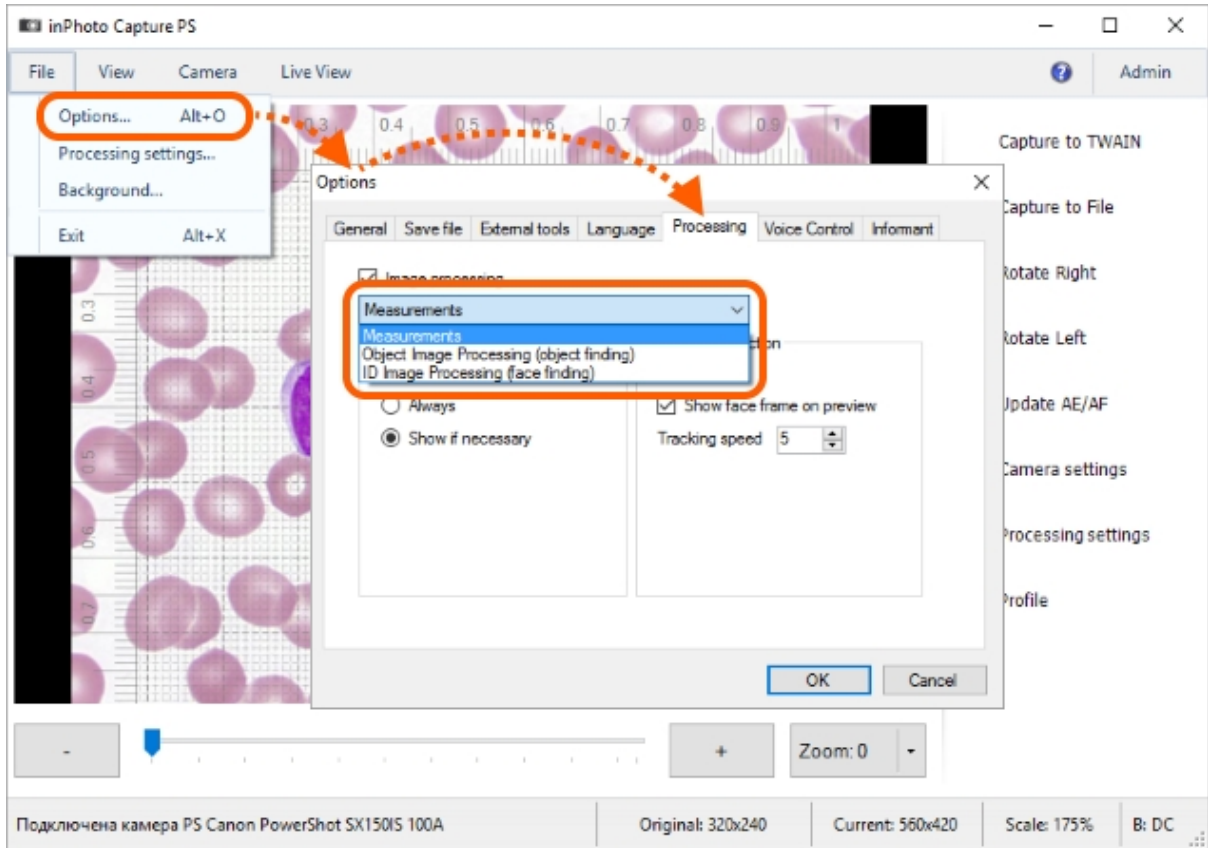 inPhoto Capture PS
File View Camera Live View Admin
Options... Alt+O
Processing settings...
Background...
Exit Alt+X
0.3 0.4 0.5 0.6 0.7 0.8 0.9 1
0.3
0.4
0.5
0.6
0.7
Options
General Save file External tools Language Processing Voice Control Informant
Image processing
Measurements
Measurements
Object Image Processing (object finding)
ID Image Processing (face finding)
Always
Show if necessary
Show face frame on preview
Tracking speed 5
OK Cancel
Capture to TWAIN
Capture to File
Rotate Right
Rotate Left
Update AE/AF
Camera settings
Processing settings
Profile
- + Zoom: 0
Подключена камера PS Canon PowerShot SX150IS 100A Original: 320x240 Current: 560x420 Scale: 175% B: DC